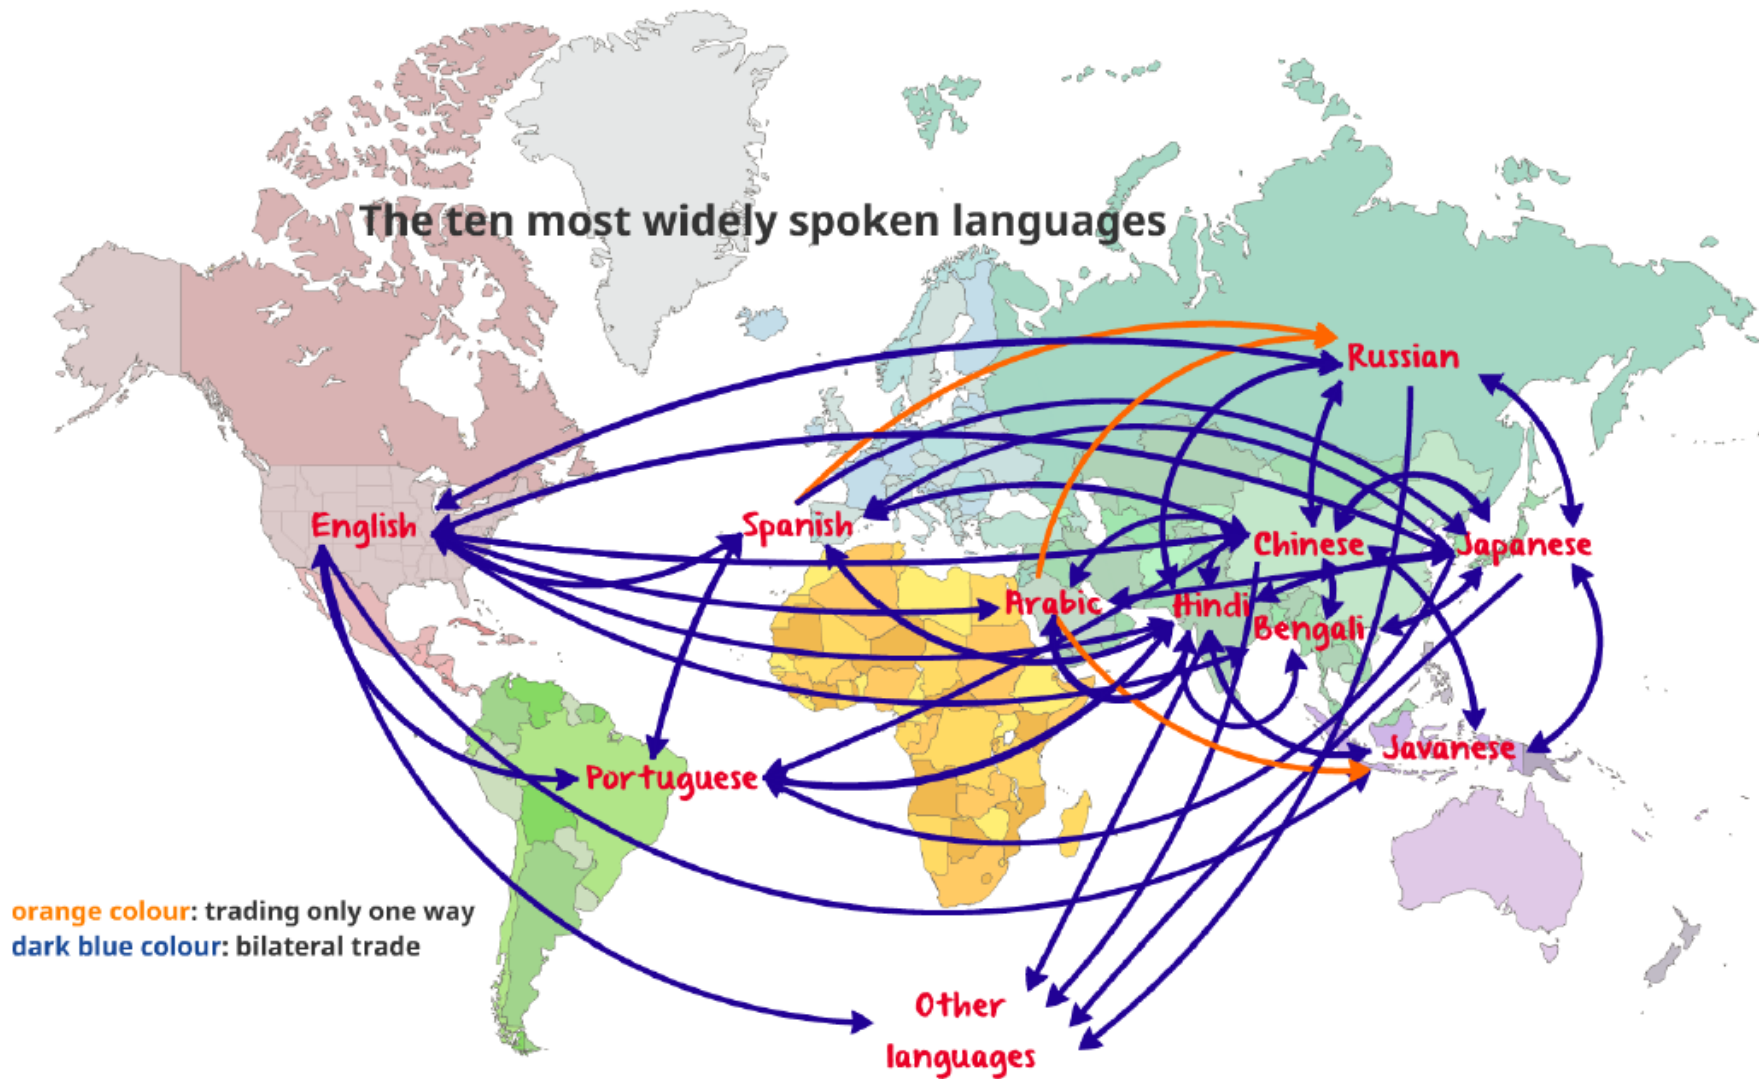 The ten most widely spoken languages
Russian
English
Spanish
Chinese
Japanese
Arabic
Hindi
Bengali
Javanese
Portuguese
orange colour: trading only one way
dark blue colour: bilateral trade
Other
languages